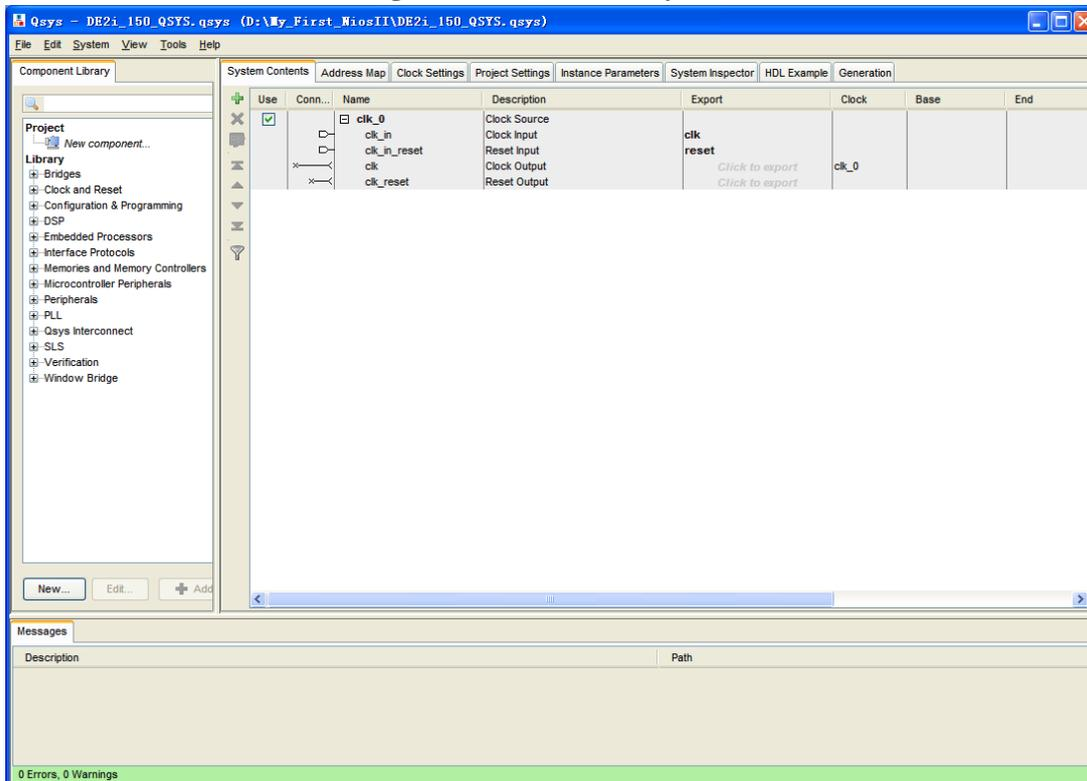 Qsys - DE2i_150_QSYS.qsys (D:\My_First_NiosII\DE2i_150_QSYS.qsys)
File Edit System View Tools Help
Component Library
System Contents Address Map Clock Settings Project Settings Instance Parameters System Inspector HDL Example Generation
Use Conn... Name Description Export Clock Base End
clk_0 Clock Source
clk_in Clock Input clk
clk_in_reset Reset Input reset
clk Clock Output Click to export clk_0
clk_reset Reset Output Click to export
Project
New component...
Library
Bridges
Clock and Reset
Configuration & Programming
DSP
Embedded Processors
Interface Protocols
Memories and Memory Controllers
Microcontroller Peripherals
Peripherals
PLL
Qsys Interconnect
SLS
Verification
Window Bridge
New... Edit... Add
Messages
Description Path
0 Errors, 0 Warnings